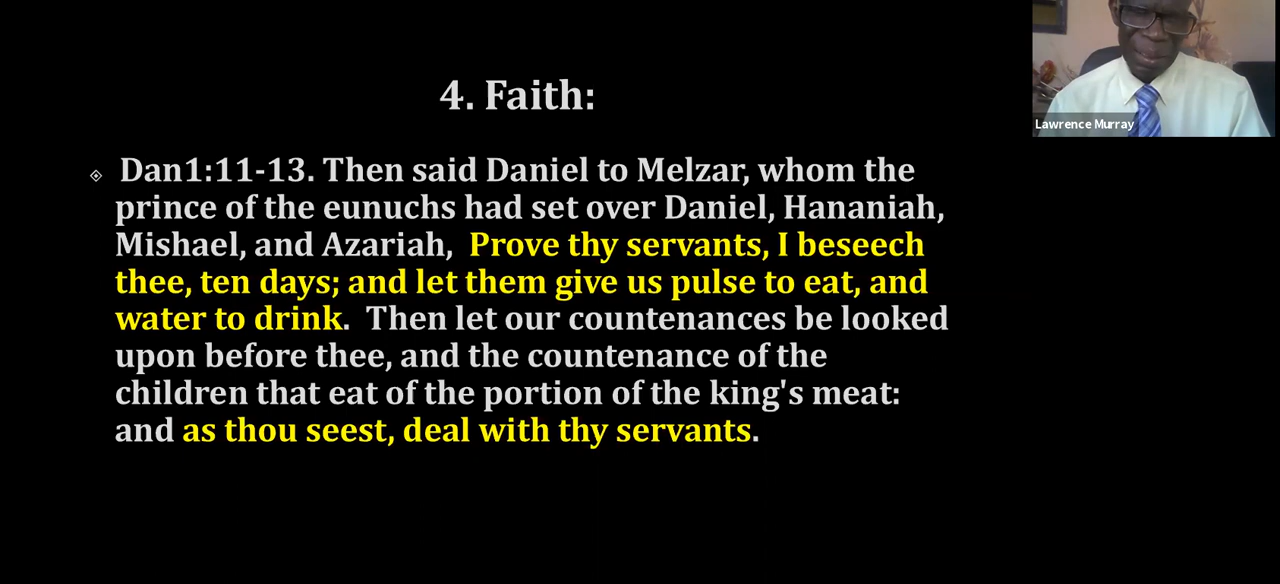 4. Faith:
Lawrence Murray
Dan1:11-13. Then said Daniel to Melzar, whom the
prince of the eunuchs had set over Daniel, Hananiah,
Mishael, and Azariah,  Prove thy servants, I beseech
thee, ten days; and let them give us pulse to eat, and
water to drink.  Then let our countenances be looked
upon before thee, and the countenance of the
children that eat of the portion of the king's meat:
and as thou seest, deal with thy servants.